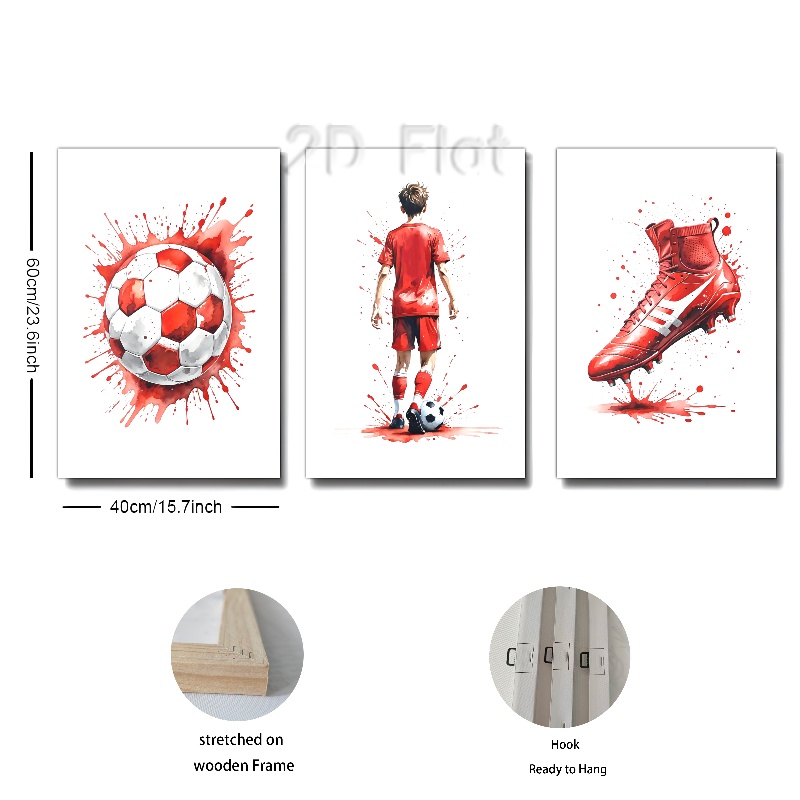 2D Flat
60cm/23.6inch
40cm/15.7inch
stretched on
wooden Frame
Hook
Ready to Hang